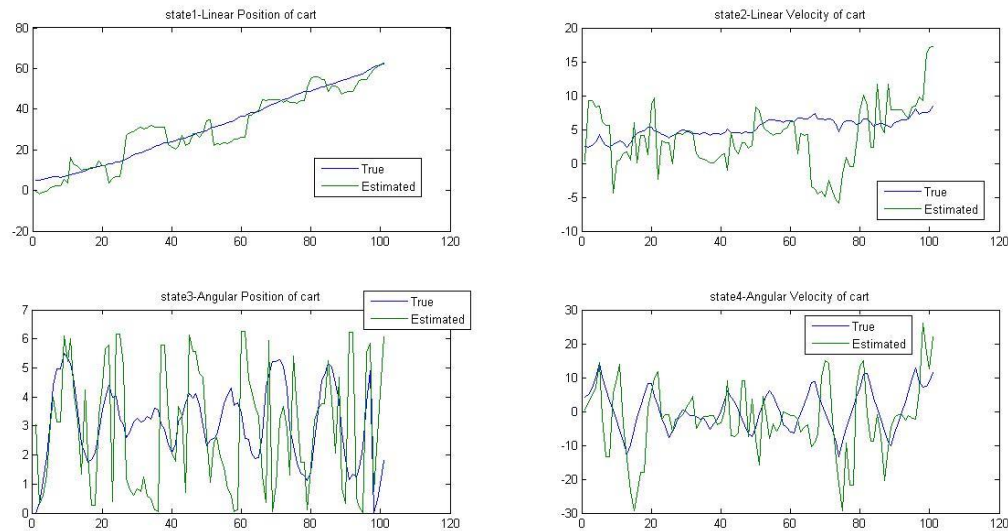 state1-Linear Position of cart
80
60
40
20
0
-20
0 20 40 60 80 100 120
True
Estimated
state2-Linear Velocity of cart
20
15
10
5
0
-5
-10
0 20 40 60 80 100 120
True
Estimated
state3-Angular Position of cart
7
6
5
4
3
2
1
0
0 20 40 60 80 100 120
True
Estimated
state4-Angular Velocity of cart
30
20
10
0
-10
-20
-30
0 20 40 60 80 100 120
True
Estimated